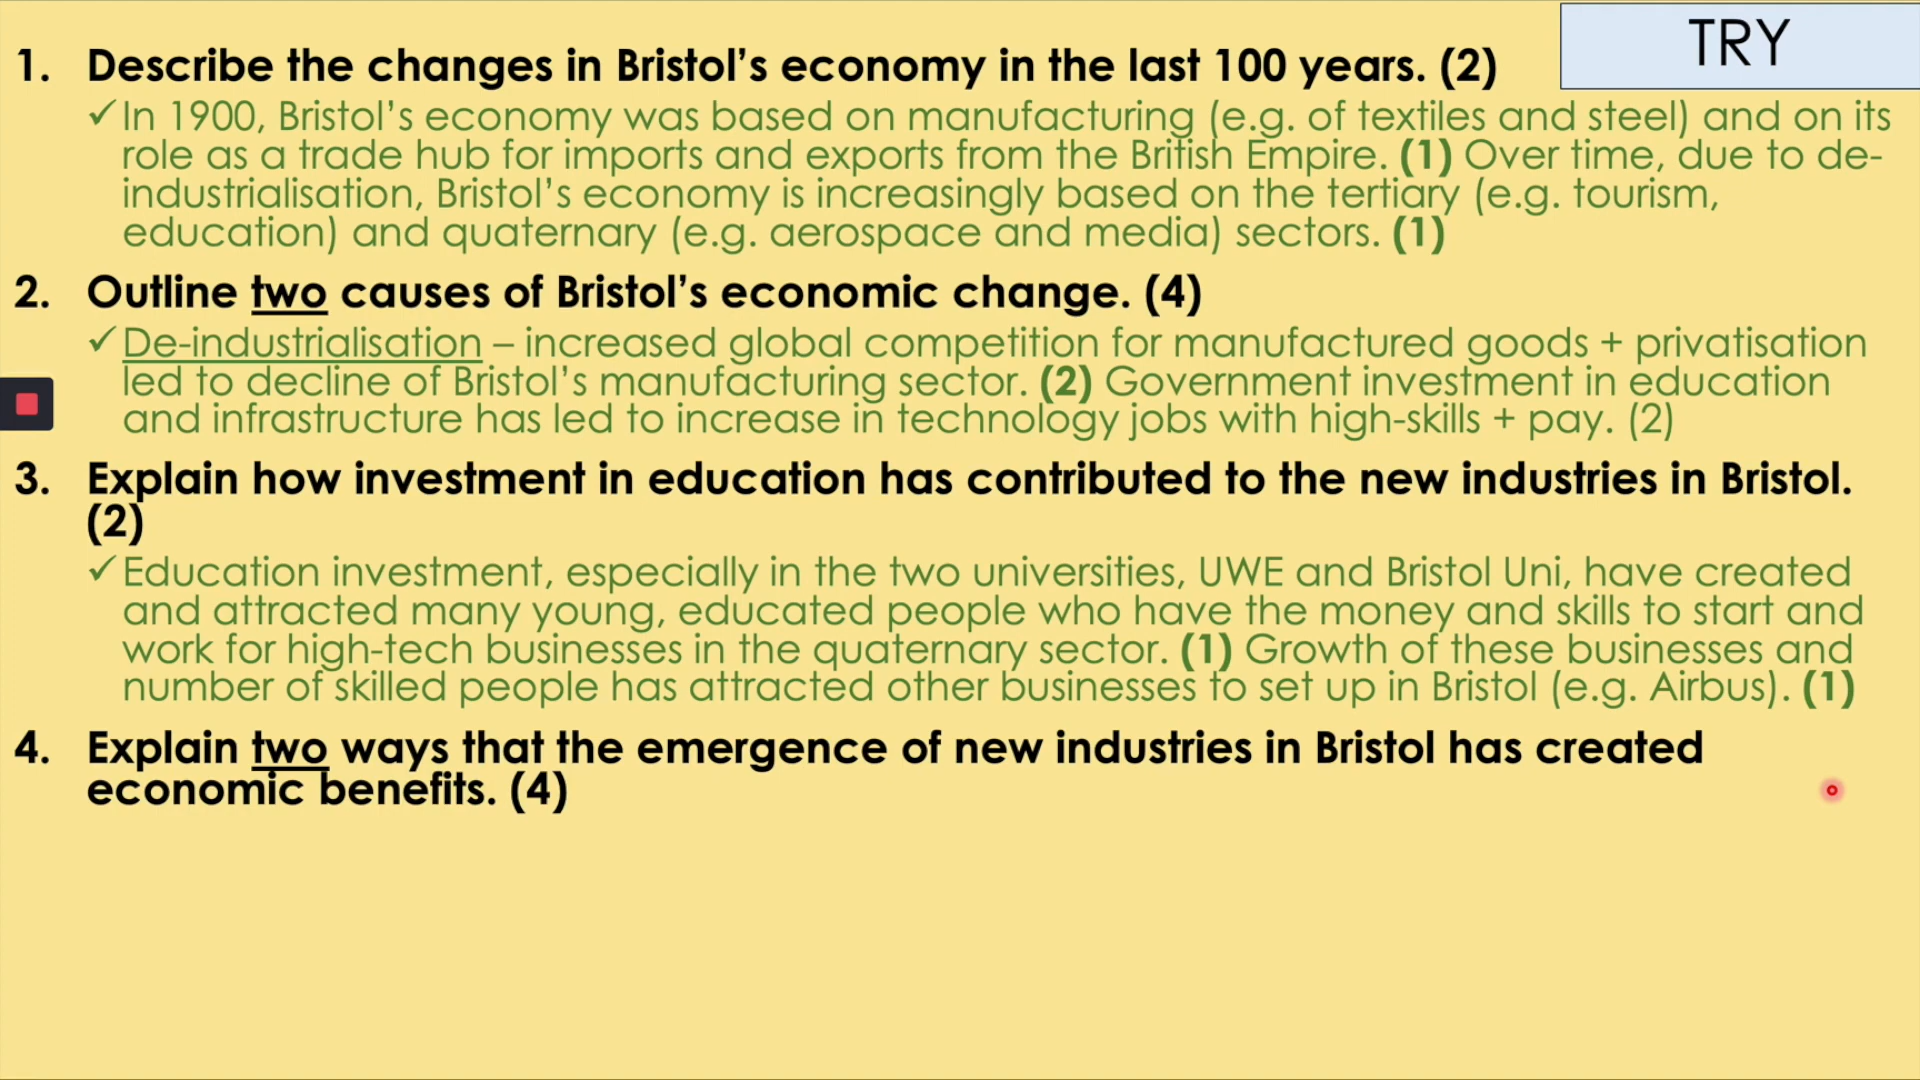 TRY
1. Describe the changes in Bristol’s economy in the last 100 years. (2)
✓In 1900, Bristol’s economy was based on manufacturing (e.g. of textiles and steel) and on its
role as a trade hub for imports and exports from the British Empire. (1) Over time, due to de-
industrialisation, Bristol’s economy is increasingly based on the tertiary (e.g. tourism,
education) and quaternary (e.g. aerospace and media) sectors. (1)
2. Outline two causes of Bristol’s economic change. (4)
✓De-industrialisation – increased global competition for manufactured goods + privatisation
led to decline of Bristol’s manufacturing sector. (2) Government investment in education
and infrastructure has led to increase in technology jobs with high-skills + pay. (2)
3. Explain how investment in education has contributed to the new industries in Bristol.
(2)
✓Education investment, especially in the two universities, UWE and Bristol Uni, have created
and attracted many young, educated people who have the money and skills to start and
work for high-tech businesses in the quaternary sector. (1) Growth of these businesses and
number of skilled people has attracted other businesses to set up in Bristol (e.g. Airbus). (1)
4. Explain two ways that the emergence of new industries in Bristol has created
economic benefits. (4)